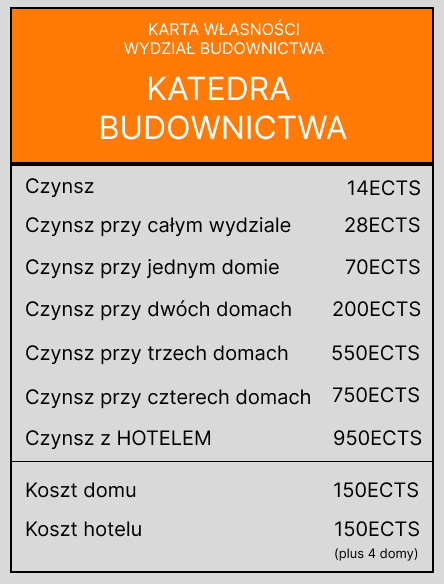 KARTA WŁASNOŚCI
WYDZIAŁ BUDOWNICTWA
KATEDRA
BUDOWNICTWA
Czynsz 14ECTS
Czynsz przy całym wydziale 28ECTS
Czynsz przy jednym domie 70ECTS
Czynsz przy dwóch domach 200ECTS
Czynsz przy trzech domach 550ECTS
Czynsz przy czterech domach 750ECTS
Czynsz z HOTELEM 950ECTS
Koszt domu 150ECTS
Koszt hotelu 150ECTS
(plus 4 domy)